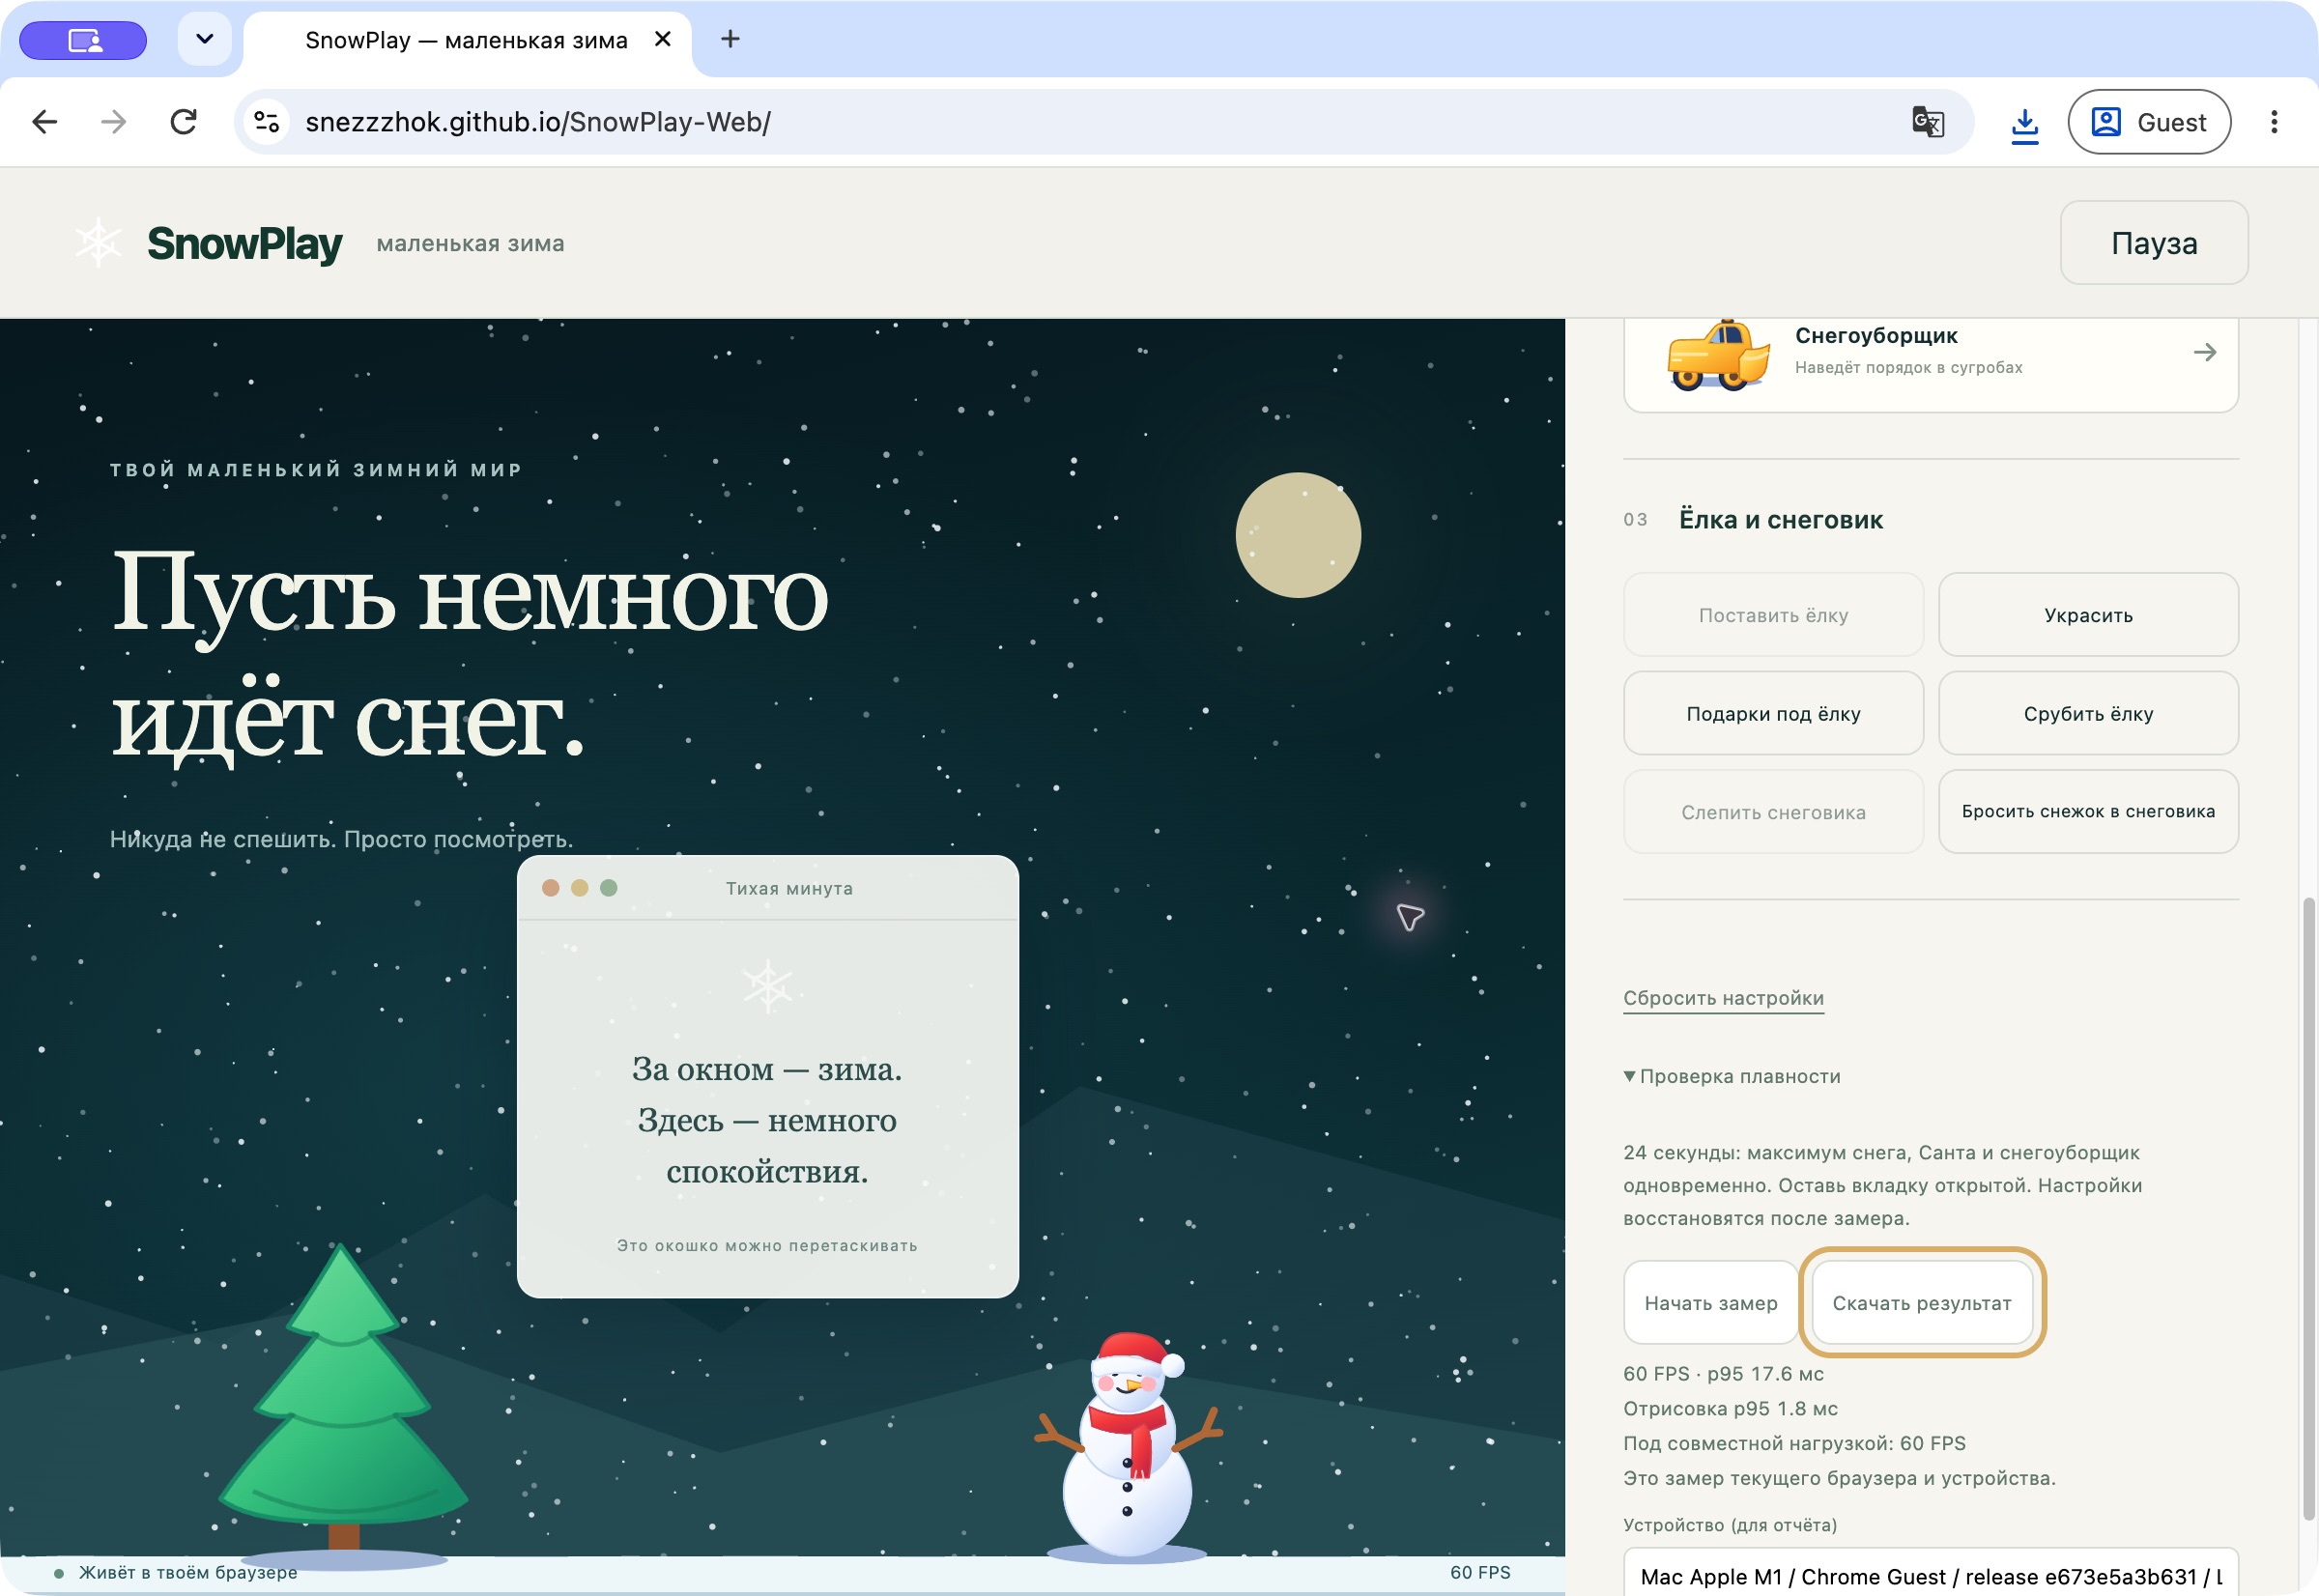 SnowPlay — маленькая зима
snezzzhok.github.io/SnowPlay-Web/
Guest
SnowPlay
маленькая зима
Пауза
ТВОЙ МАЛЕНЬКИЙ ЗИМНИЙ МИР
Пусть немного
идёт снег.
Никуда не спешить. Просто посмотреть.
Тихая минута
За окном — зима.
Здесь — немного
спокойствия.
Это окошко можно перетаскивать
Живёт в твоём браузере
60 FPS
Снегоуборщик
Наведёт порядок в сугробах
03 Ёлка и снеговик
Поставить ёлку
Украсить
Подарки под ёлку
Срубить ёлку
Слепить снеговика
Бросить снежок в снеговика
Сбросить настройки
Проверка плавности
24 секунды: максимум снега, Санта и снегоуборщик
одновременно. Оставь вкладку открытой. Настройки
восстановятся после замера.
Начать замер
Скачать результат
60 FPS · p95 17.6 мс
Отрисовка p95 1.8 мс
Под совместной нагрузкой: 60 FPS
Это замер текущего браузера и устройства.
Устройство (для отчёта)
Mac Apple M1 / Chrome Guest / release e673e5a3b631 /